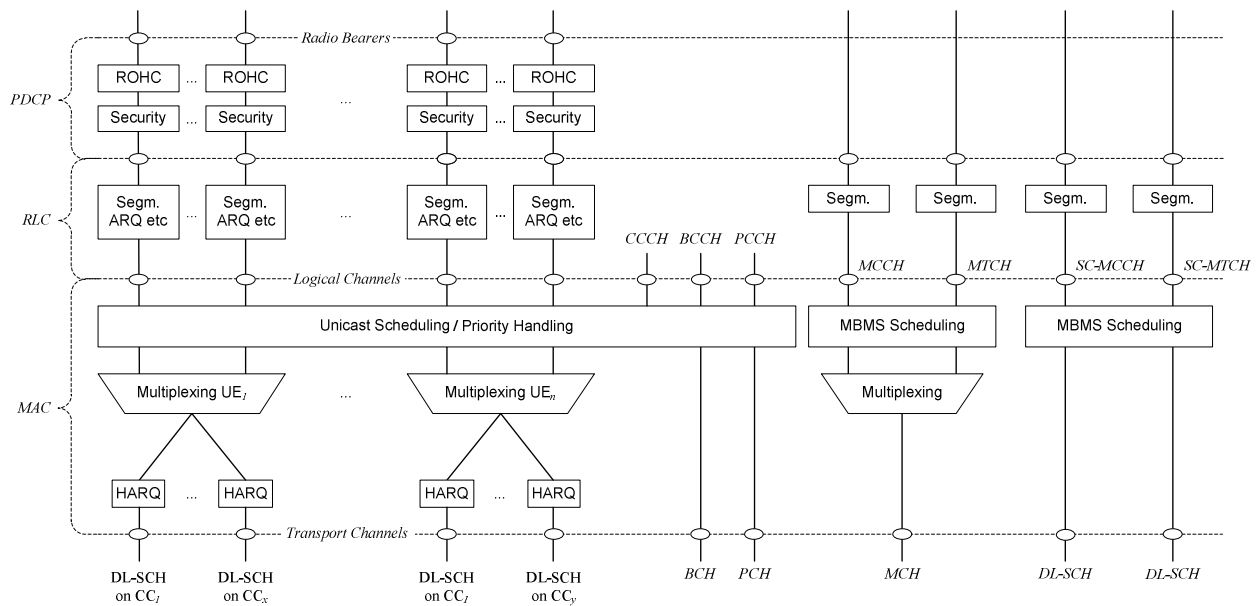 Radio Bearers
PDCP
ROHC ... ROHC ... ROHC ... ROHC
Security ... Security Security ... Security
RLC
Segm. ARQ etc ... Segm. ARQ etc ... Segm. ARQ etc ... Segm. ARQ etc
Segm. Segm. Segm. Segm.
CCCH BCCH PCCH
Logical Channels
MCCH MTCH SC-MCCH SC-MTCH
MAC
Unicast Scheduling / Priority Handling
MBMS Scheduling
MBMS Scheduling
Multiplexing UE1 ... Multiplexing UEn
Multiplexing
HARQ ... HARQ HARQ ... HARQ
Transport Channels
DL-SCH on CC1
DL-SCH on CCx
DL-SCH on CC1
DL-SCH on CCy
BCH PCH MCH DL-SCH DL-SCH